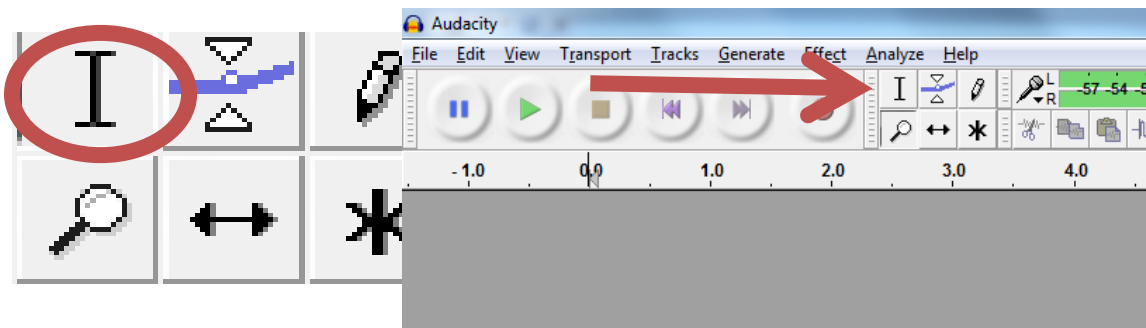 Audacity
File Edit View Transport Tracks Generate Effect Analyze Help
L
R
-57 -54
- 1.0 0.0 1.0 2.0 3.0 4.0